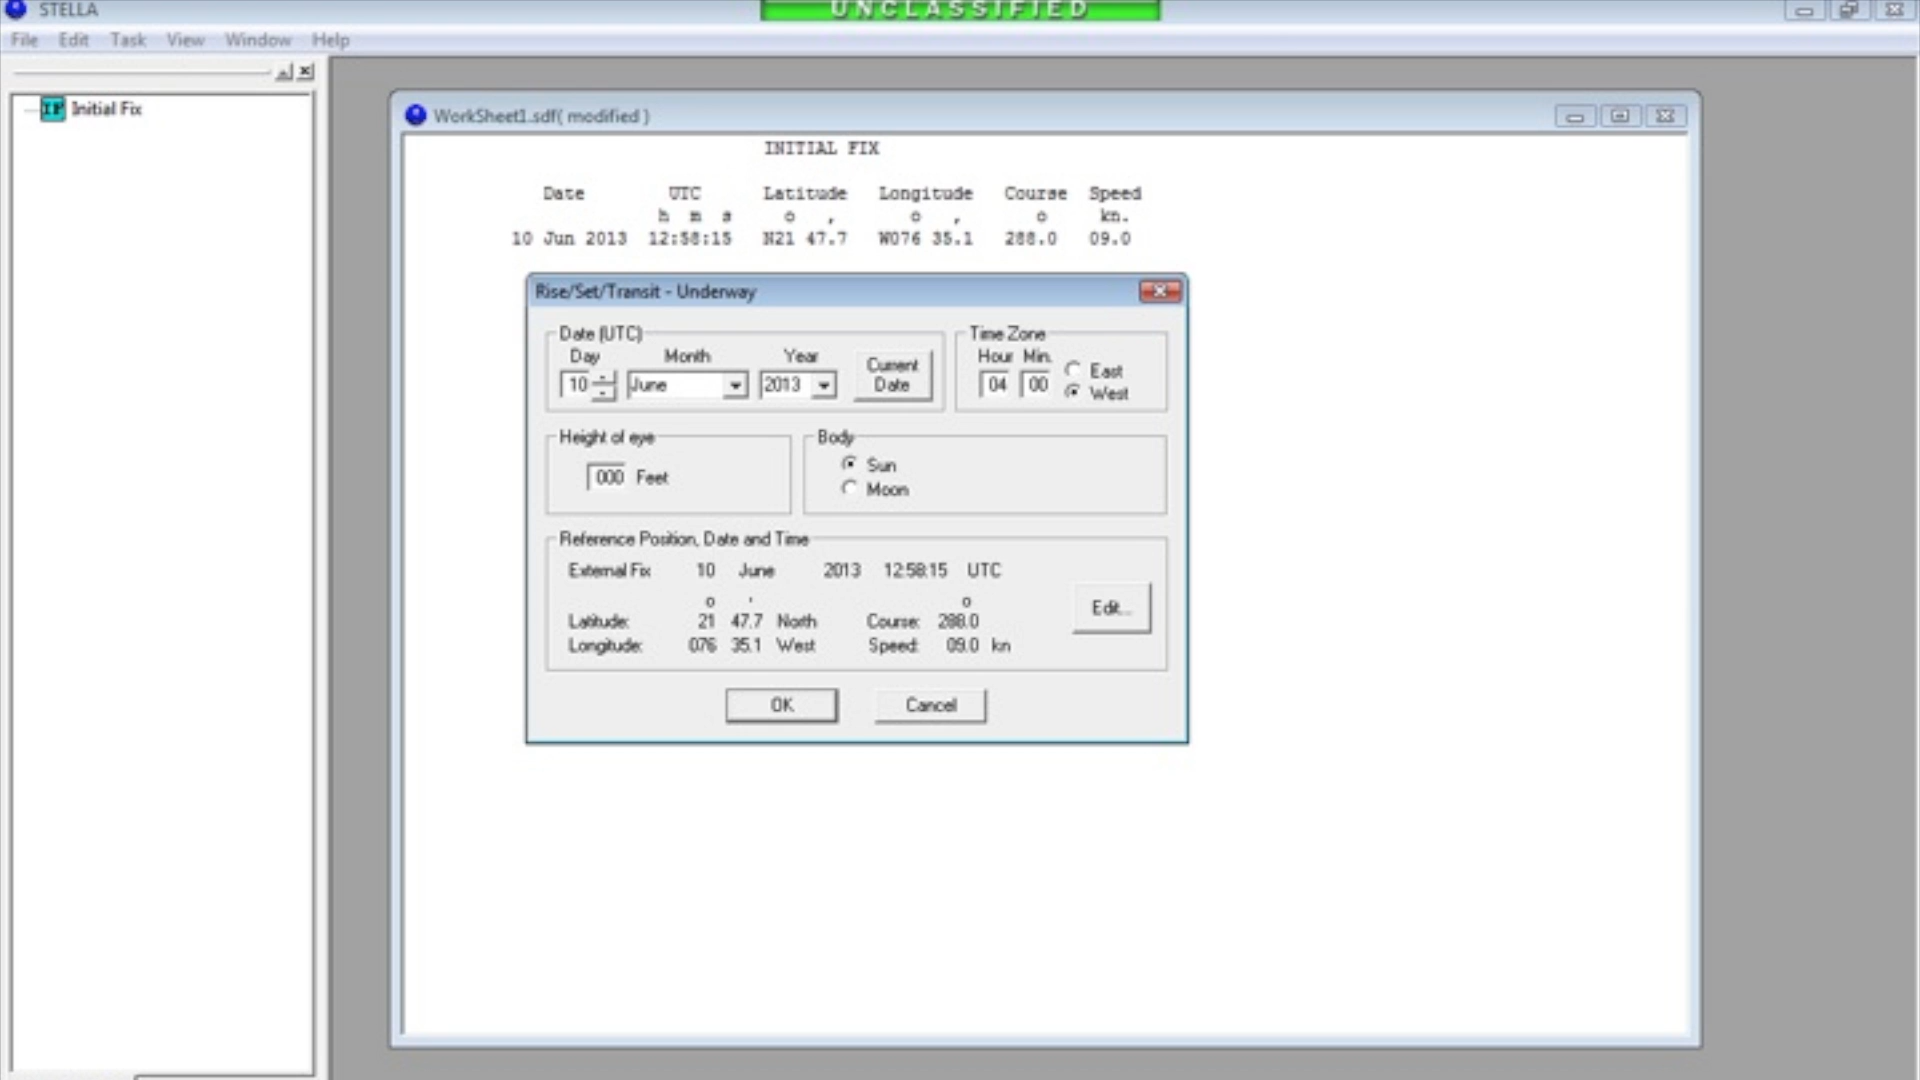 STELLA
UNCLASSIFIED
File Edit Task View Window Help
IF Initial Fix
WorkSheet1.sdf( modified )
INITIAL FIX
Date UTC Latitude Longitude Course Speed
h m s o , o , o kn.
10 Jun 2013 12:58:15 N21 47.7 W076 35.1 288.0 09.0
Rise/Set/Transit - Underway
Date (UTC) Time Zone
Day Month Year Current Date Hour Min.
10 June 2013 04 00 East
West
Height of eye Body
000 Feet Sun
Moon
Reference Position, Date and Time
External Fix 10 June 2013 12:58:15 UTC
o ' o
Latitude: 21 47.7 North Course: 288.0 Edit...
Longitude: 076 35.1 West Speed: 09.0 kn
OK Cancel